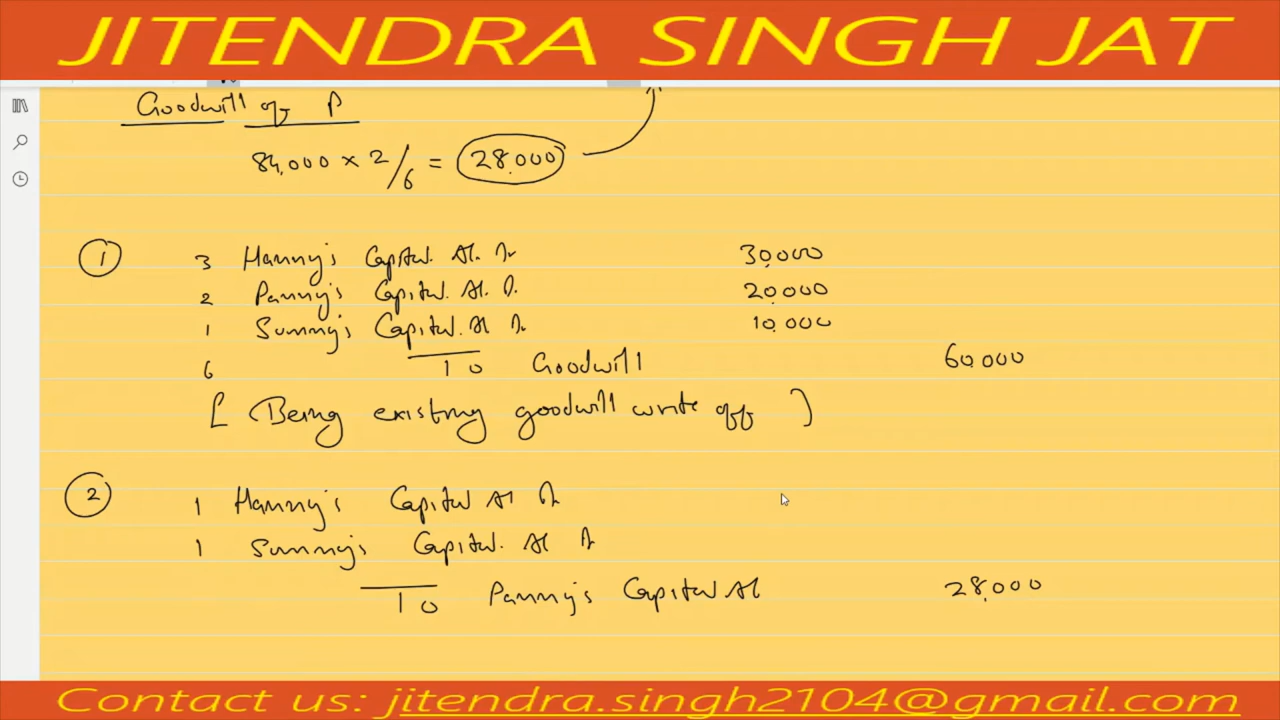 JITENDRA SINGH JAT
Goodwill of P
84,000 × 2/6 = 28,000
1 3 Hanny's Capital. A/c. Dr 30,000
2 Panny's Capital. A/c. Dr. 20,000
1 Sunny's Capital. A/c Dr 10,000
6 To Goodwill 60,000
[ Being existing goodwill write off )
2 1 Hanny's Capital A/c Dr
1 Sunny's Capital. A/c Dr
To Panny's Capital A/c 28,000
Contact us: jitendra.singh2104@gmail.com